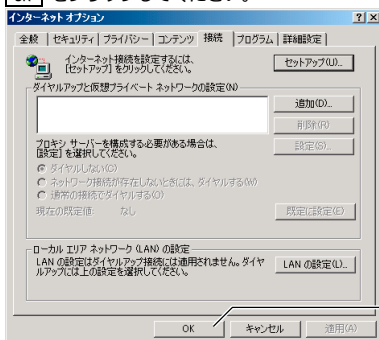 OK をクリックしてください。
インターネット オプション
全般 セキュリティ プライバシー コンテンツ 接続 プログラム 詳細設定
インターネット接続を設定するには、
[セットアップ] をクリックしてください。
セットアップ(U)...
ダイヤルアップと仮想プライベート ネットワークの設定(N)
追加(D)...
削除(R)
プロキシ サーバーを構成する必要がある場合は、
[設定] を選択してください。
設定(S)...
ダイヤルしない(C)
ネットワーク接続が存在しないときには、ダイヤルする(W)
通常の接続でダイヤルする(O)
現在の既定値: なし
既定に設定(E)
ローカル エリア ネットワーク (LAN) の設定
LAN の設定はダイヤルアップ接続には適用されません。ダイヤ
ルアップには上の設定を選択してください。
LAN の設定(L)...
OK キャンセル 適用(A)